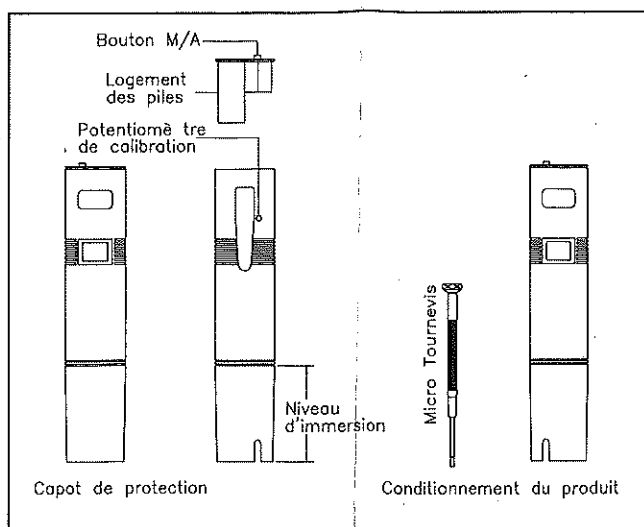 Bouton M/A
Logement
des piles
Potentiomè tre
de calibration
Niveau
d'immersion
Capot de protection
Micro Tournevis
Conditionnement du produit